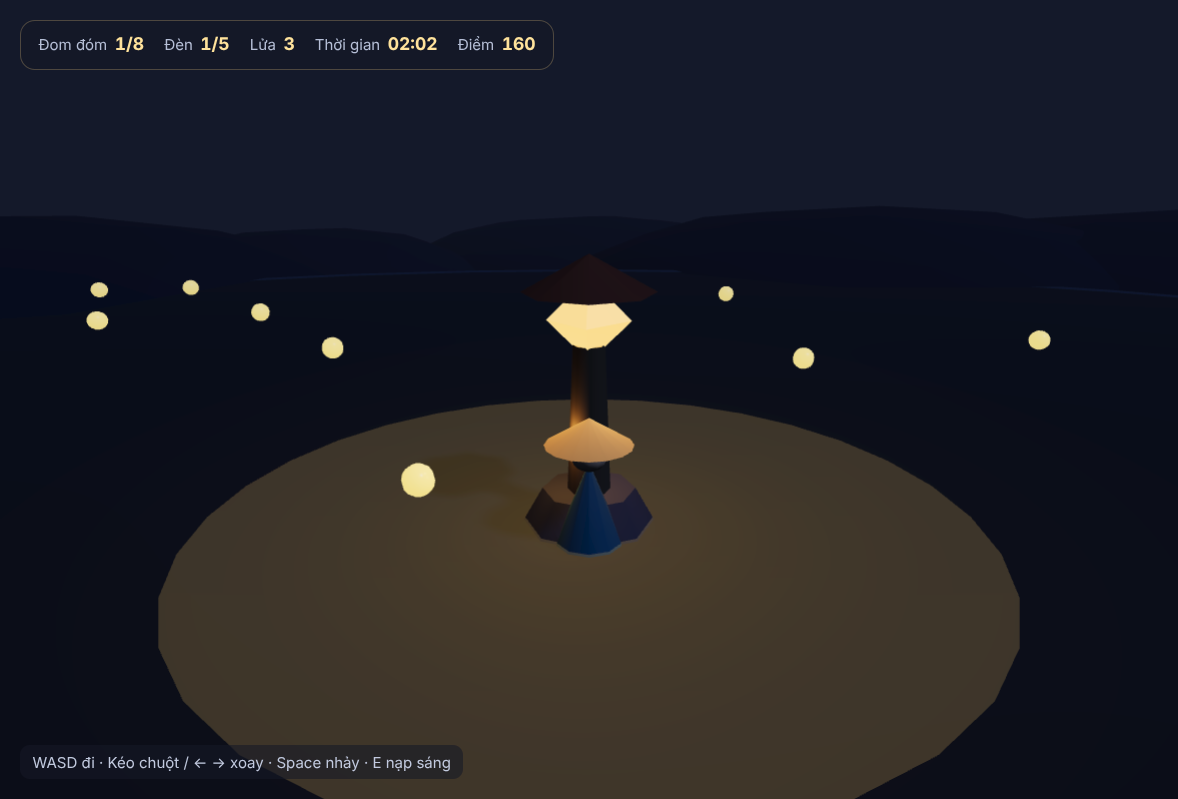 Đom đóm 1/8 Đèn 1/5 Lửa 3 Thời gian 02:02 Điểm 160
WASD đi · Kéo chuột / ← → xoay · Space nhảy · E nạp sáng